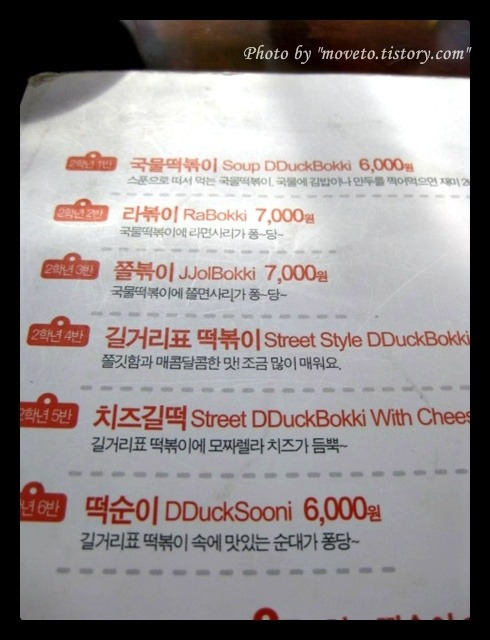 Photo by "moveto.tistory.com"
2학년 1반 국물떡볶이 Soup DDuckBokki 6,000원
스푼으로 떠서 먹는 국물떡볶이, 국물에 김밥이나 만두를 찍어먹으면 재미
2학년 2반 라볶이 RaBokki 7,000원
국물떡볶이에 라면사리가 퐁~당~
2학년 3반 쫄볶이 JJolBokki 7,000원
국물떡볶이에 쫄면사리가 퐁~당~
2학년 4반 길거리표 떡볶이 Street Style DDuckBokki
쫄깃함과 매콤달콤한 맛! 조금 많이 매워요.
2학년 5반 치즈길떡 Street DDuckBokki With Chees
길거리표 떡볶이에 모짜렐라 치즈가 듬뿍~
년 6반 떡순이 DDuckSooni 6,000원
길거리표 떡볶이 속에 맛있는 순대가 퐁당~